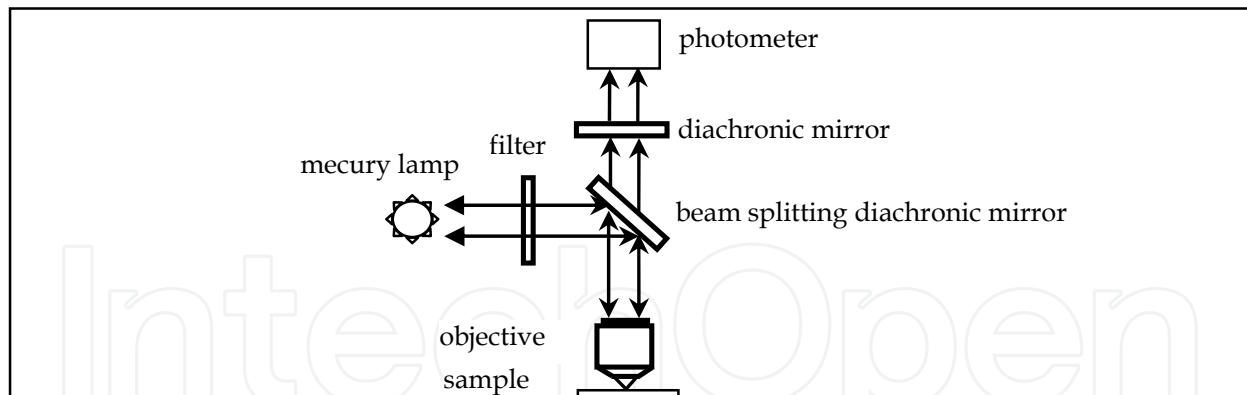 photometer
diachronic mirror
filter
mecury lamp
beam splitting diachronic mirror
objective
sample
IntechOpen